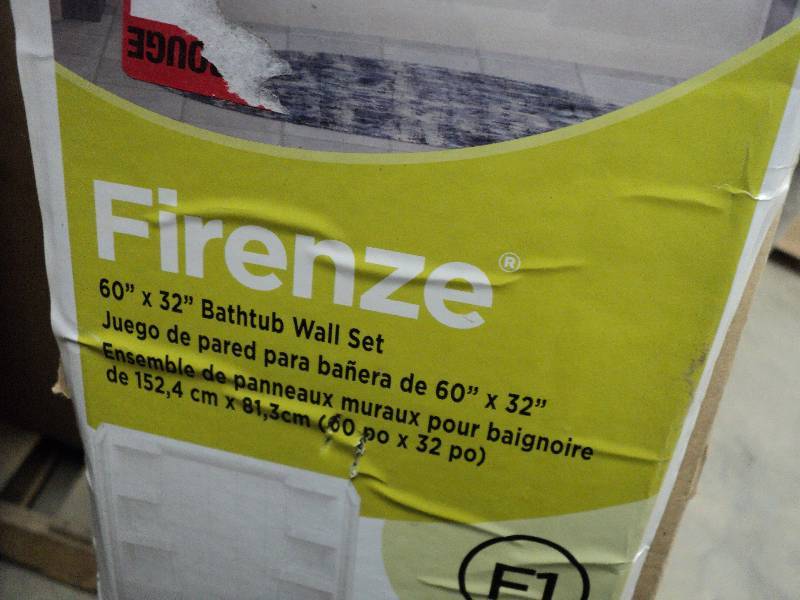 ROUGE
Firenze®
60” x 32” Bathtub Wall Set
Juego de pared para bañera de 60” x 32”
Ensemble de panneaux muraux pour baignoire
de 152,4 cm x 81,3cm (60 po x 32 po)